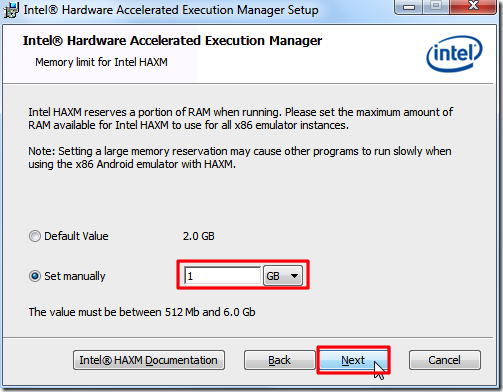 Intel® Hardware Accelerated Execution Manager Setup
Intel® Hardware Accelerated Execution Manager
Memory limit for Intel HAXM
intel
Intel HAXM reserves a portion of RAM when running. Please set the maximum amount of
RAM available for Intel HAXM to use for all x86 emulator instances.
Note: Setting a large memory reservation may cause other programs to run slowly when
using the x86 Android emulator with HAXM.
Default Value 2.0 GB
Set manually 1 GB
The value must be between 512 Mb and 6.0 Gb
Intel® HAXM Documentation Back Next Cancel